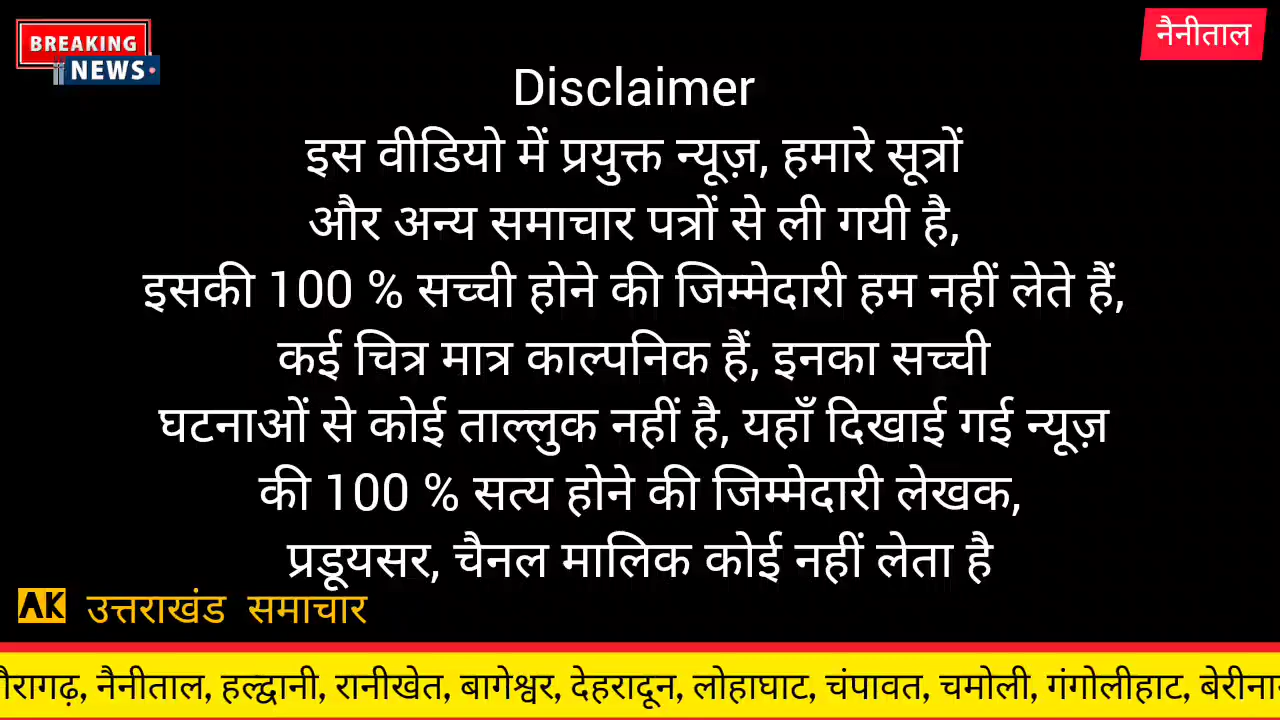 BREAKING
NEWS
नैनीताल
Disclaimer
इस वीडियो में प्रयुक्त न्यूज़, हमारे सूत्रों
और अन्य समाचार पत्रों से ली गयी है,
इसकी 100 % सच्ची होने की जिम्मेदारी हम नहीं लेते हैं,
कई चित्र मात्र काल्पनिक हैं, इनका सच्ची
घटनाओं से कोई ताल्लुक नहीं है, यहाँ दिखाई गई न्यूज़
की 100 % सत्य होने की जिम्मेदारी लेखक,
प्रडूयसर, चैनल मालिक कोई नहीं लेता है
AK उत्तराखंड समाचार
नैनीताल, हल्द्वानी, रानीखेत, बागेश्वर, देहरादून, लोहाघाट, चंपावत, चमोली, गंगोलीहाट,